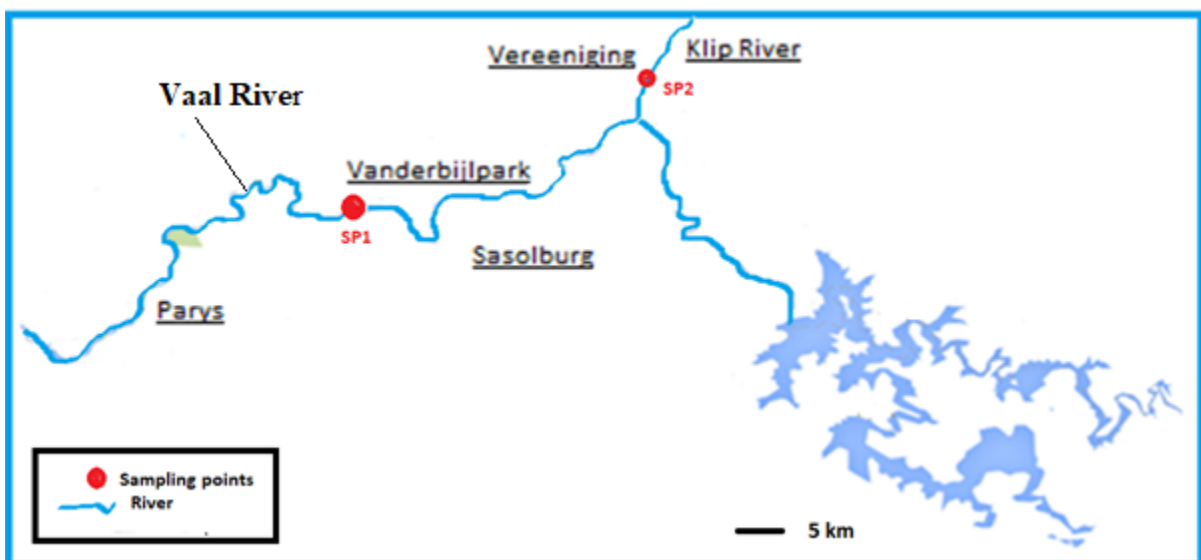 Vereeniging
Klip River
SP2
Vaal River
Vanderbijlpark
SP1
Sasolburg
Parys
Sampling points
River
5 km